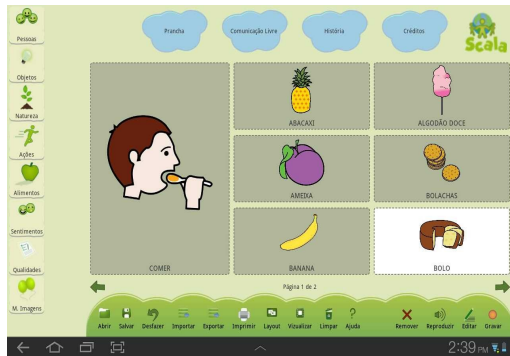 Prancha
Comunicação Livre
História
Créditos
Scala
Pessoas
Objetos
Natureza
Ações
Alimentos
Sentimentos
Qualidades
M. Imagens
COMER
ABACAXI
ALGODÃO DOCE
AMEIXA
BOLACHAS
BANANA
BOLO
Página 1 de 2
Abrir Salvar Desfazer Importar Exportar Imprimir Layout Vizualizar Limpar Ajuda Remover Reproduzir Editar Gravar
2:39 PM